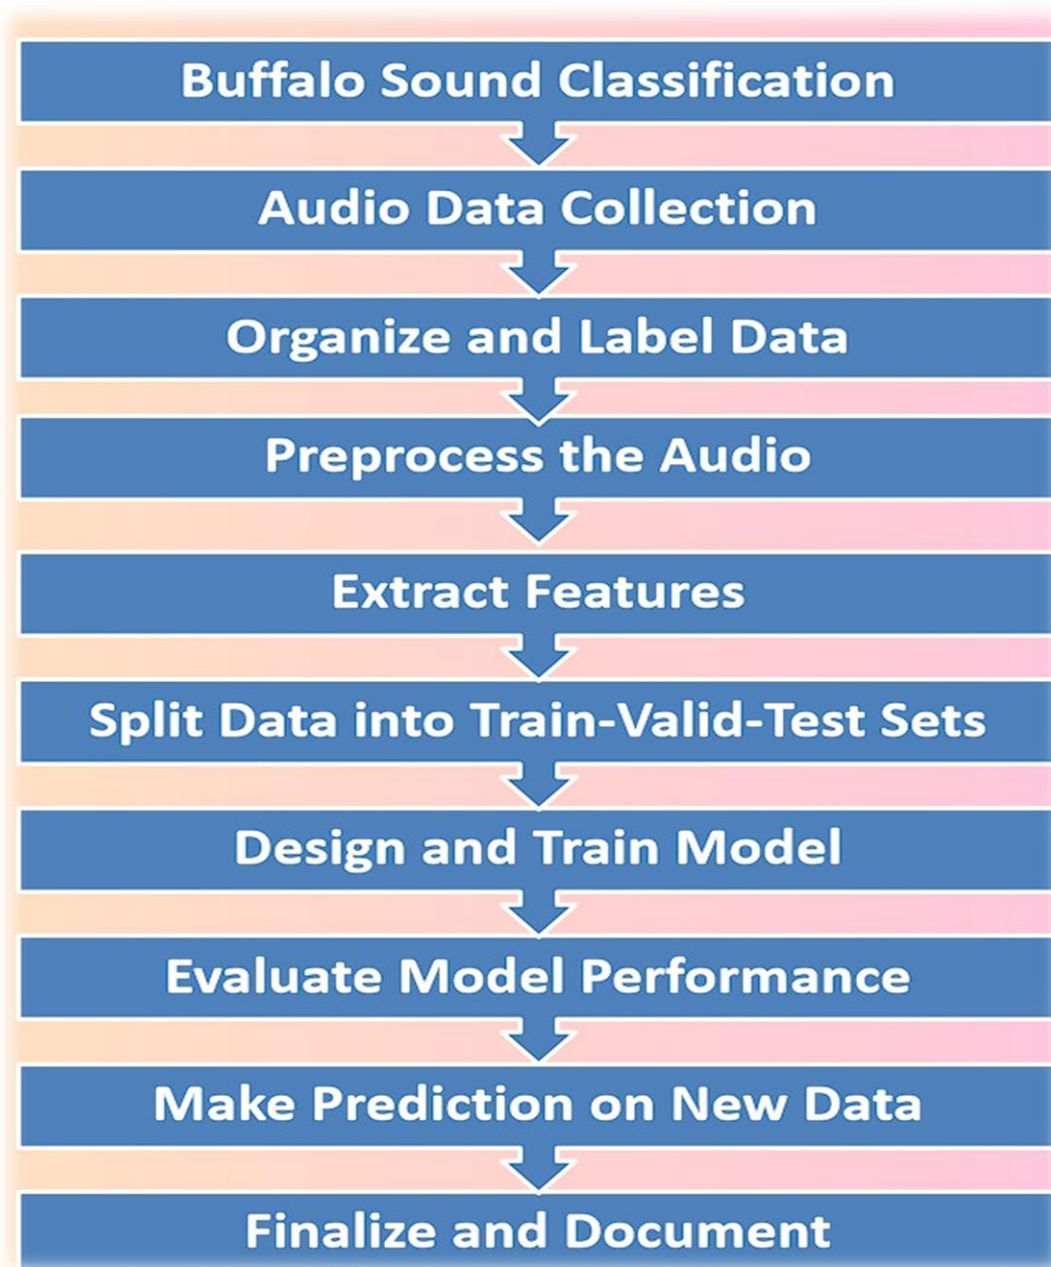 Buffalo Sound Classification
Audio Data Collection
Organize and Label Data
Preprocess the Audio
Extract Features
Split Data into Train-Valid-Test Sets
Design and Train Model
Evaluate Model Performance
Make Prediction on New Data
Finalize and Document